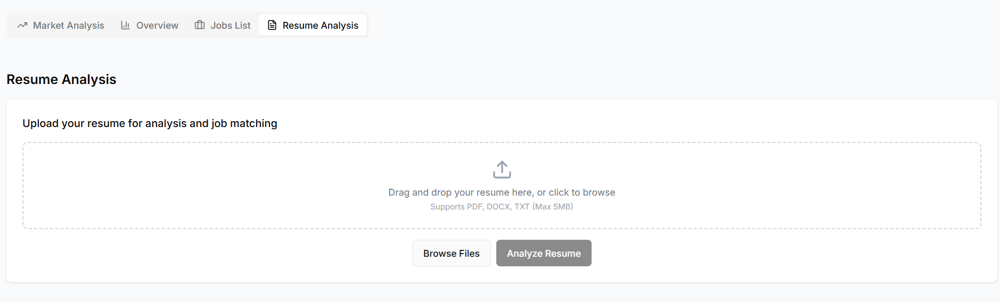 Market Analysis Overview Jobs List Resume Analysis
Resume Analysis
Upload your resume for analysis and job matching
Drag and drop your resume here, or click to browse
Supports PDF, DOCX, TXT (Max 5MB)
Browse Files Analyze Resume